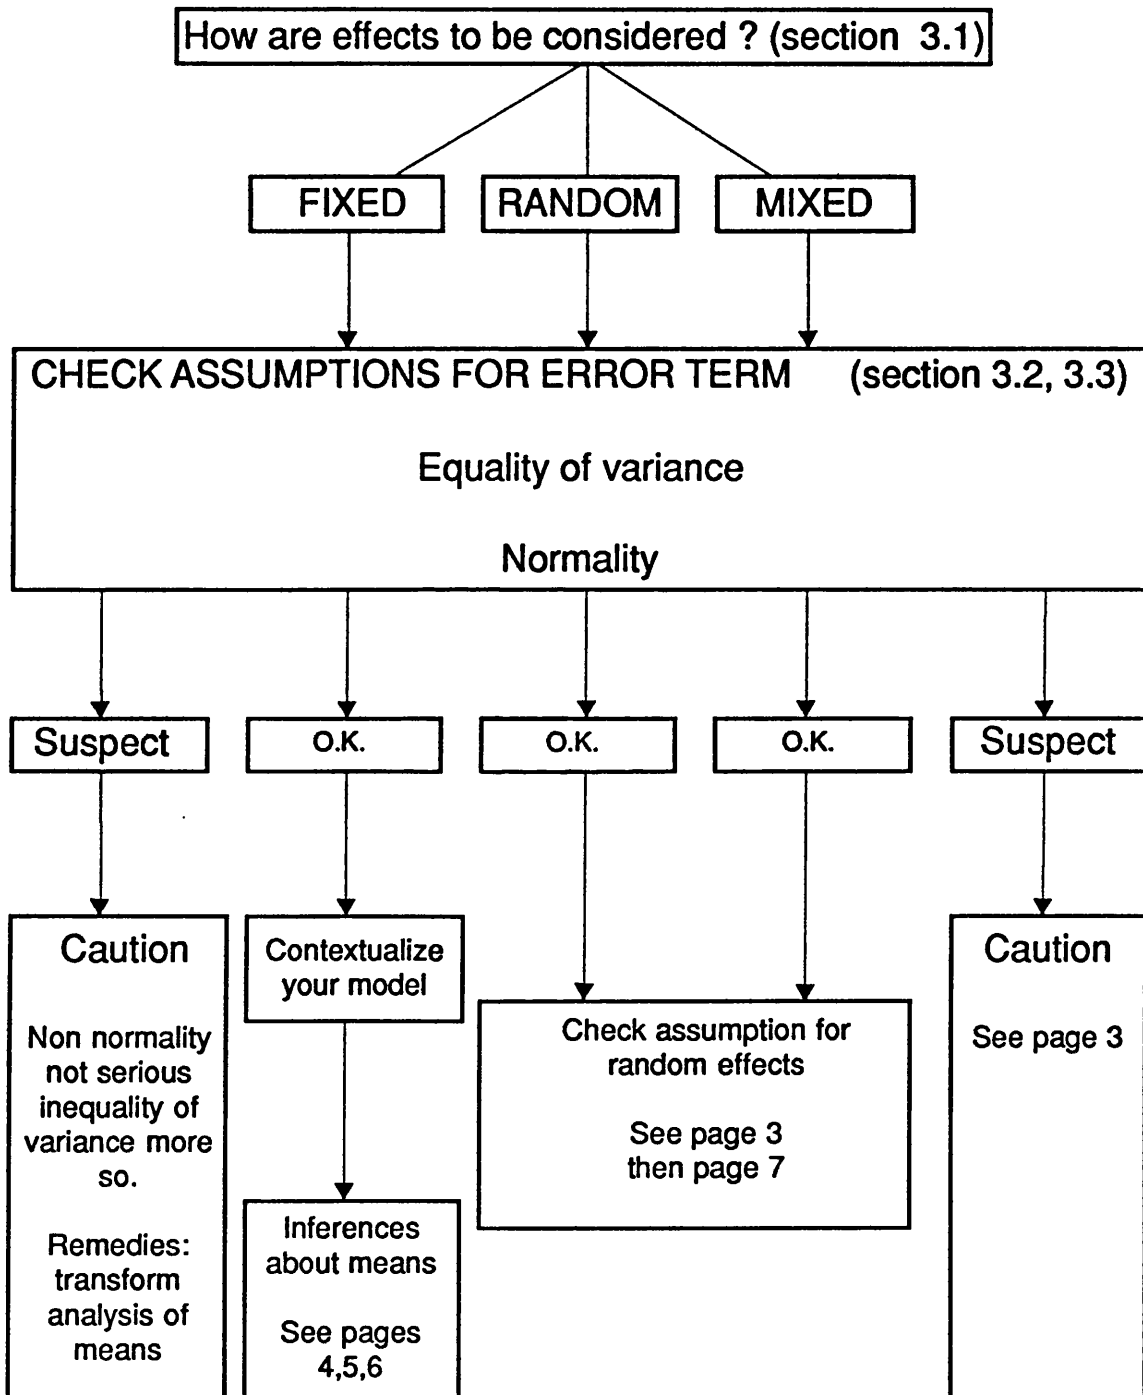 How are effects to be considered ? (section 3.1)
FIXED
RANDOM
MIXED
CHECK ASSUMPTIONS FOR ERROR TERM (section 3.2, 3.3)
Equality of variance
Normality
Suspect
O.K.
O.K.
O.K.
Suspect
Caution
Non normality
not serious
inequality of
variance more
so.
Remedies:
transform
analysis of
means
Contextualize
your model
Inferences
about means
See pages
4,5,6
Check assumption for
random effects
See page 3
then page 7
Caution
See page 3